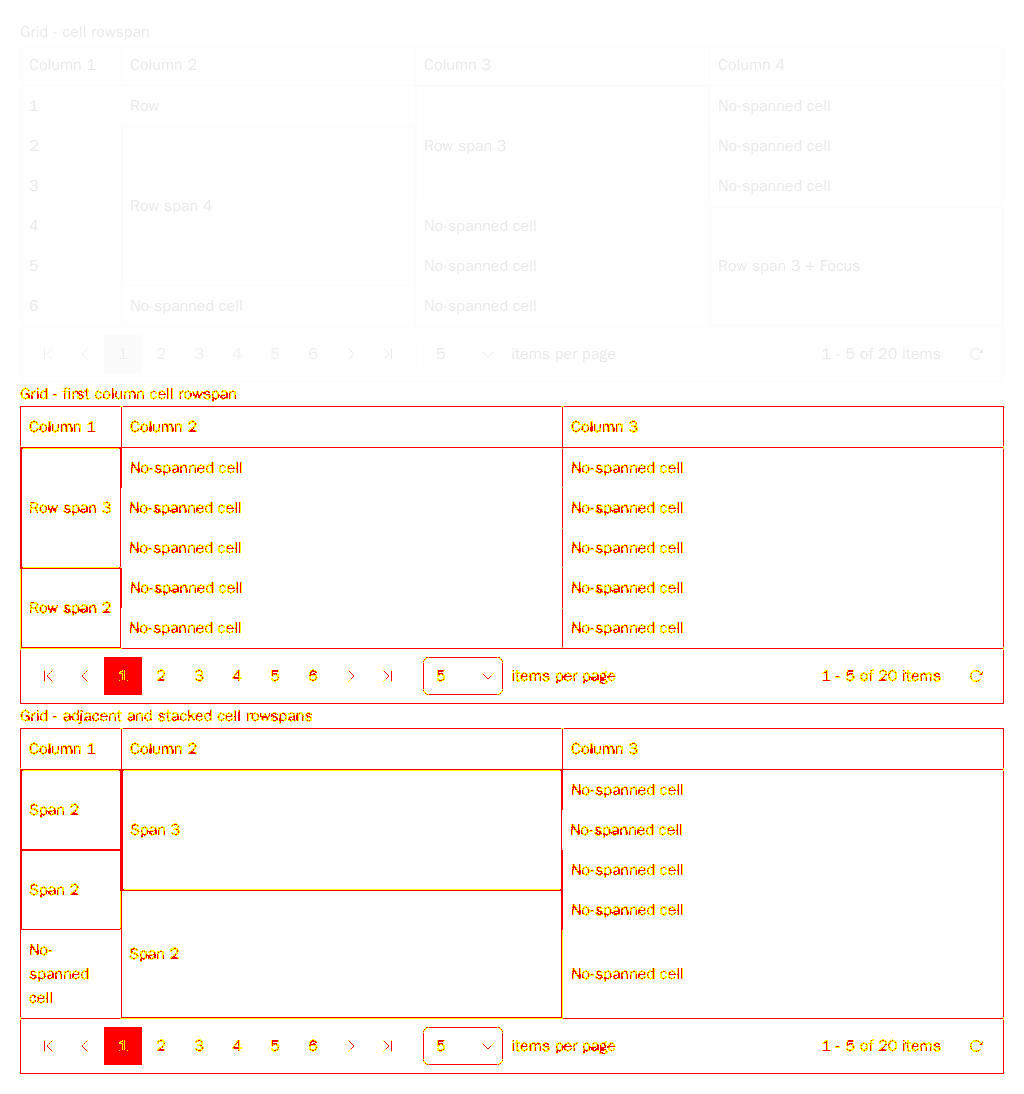 Grid - cell rowspan
Column 1 Column 2 Column 3 Column 4
1 Row No-spanned cell
2 Row span 3 No-spanned cell
3 No-spanned cell
Row span 4
4 No-spanned cell
5 No-spanned cell Row span 3 + Focus
6 No-spanned cell No-spanned cell
1 2 3 4 5 6 5 items per page 1 - 5 of 20 items
Grid - first column cell rowspan
Column 1 Column 2 Column 3
No-spanned cell No-spanned cell
Row span 3 No-spanned cell No-spanned cell
No-spanned cell No-spanned cell
No-spanned cell No-spanned cell
Row span 2
No-spanned cell No-spanned cell
1 2 3 4 5 6 5 items per page 1 - 5 of 20 items
Grid - adjacent and stacked cell rowspans
Column 1 Column 2 Column 3
No-spanned cell
Span 2
Span 3 No-spanned cell
No-spanned cell
Span 2
No-spanned cell
No-
spanned
cell
Span 2
No-spanned cell
1 2 3 4 5 6 5 items per page 1 - 5 of 20 items